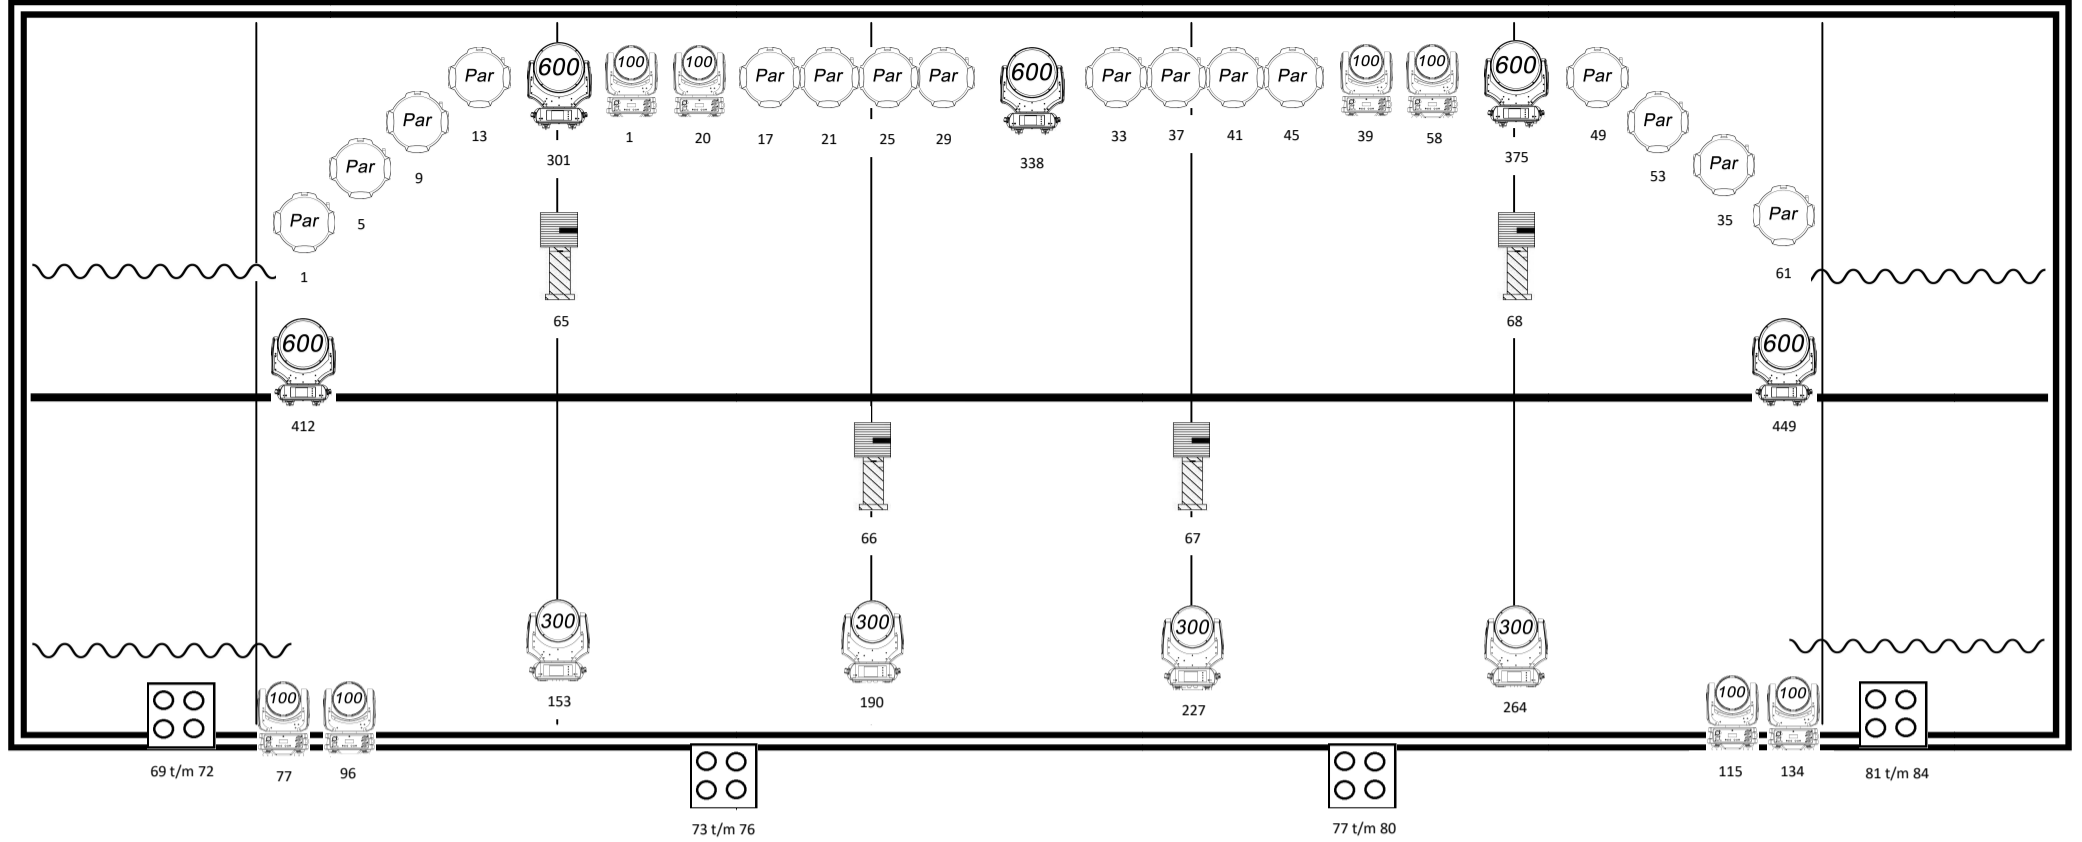 Par 600 100 100 Par Par Par Par 600 Par Par Par Par 100 100 600 Par
13 301 1 20 17 21 25 29 338 33 37 41 45 39 58 375 49
Par Par
9 53
Par Par
5 35
Par Par
1 61
65 68
600 600
412 449
66 67
300 300 300 300
153 190 227 264
100 100 100 100
69 t/m 72 77 96 115 134 81 t/m 84
73 t/m 76 77 t/m 80